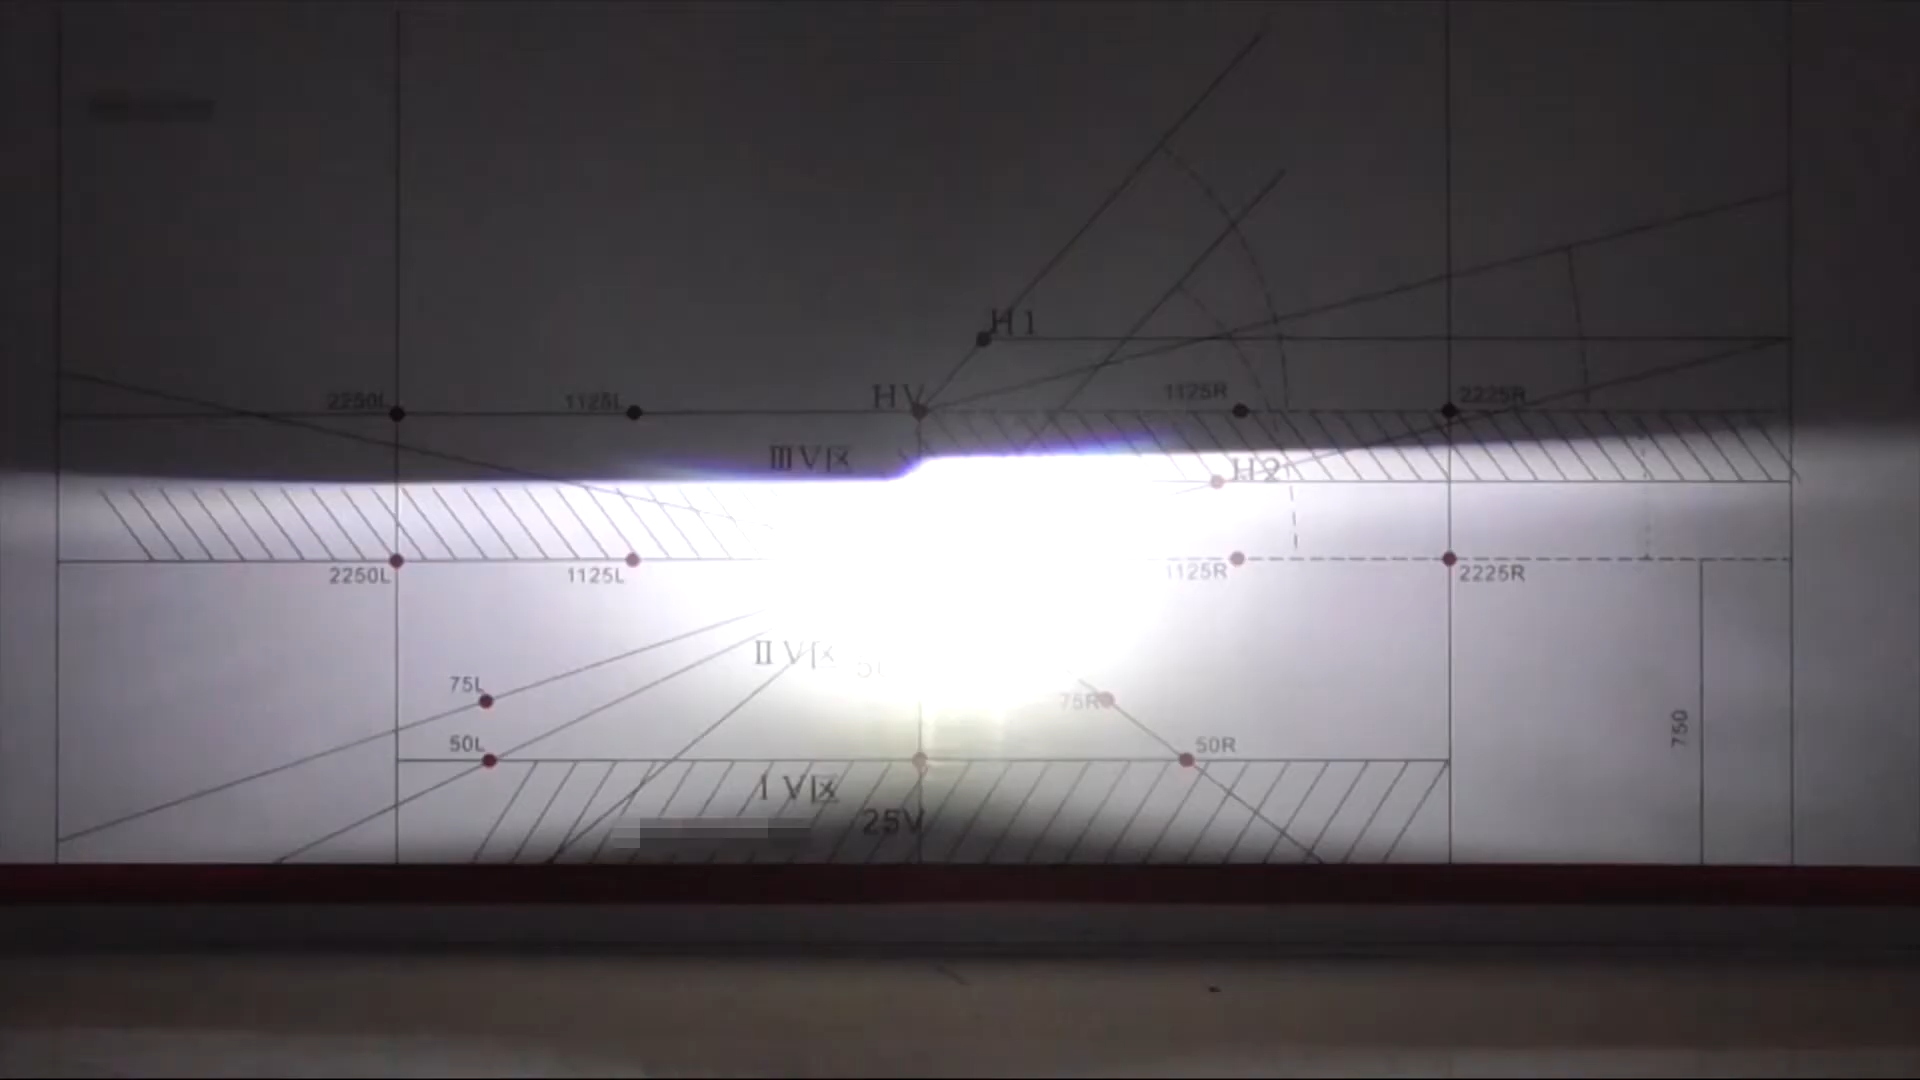 H1
2250L 1125L HV 1125R 2225R
ⅢV区
H2
2250L 1125L 1125R 2225R
ⅡV区
75L 75R
50L 50R
750
ⅠV区
25V